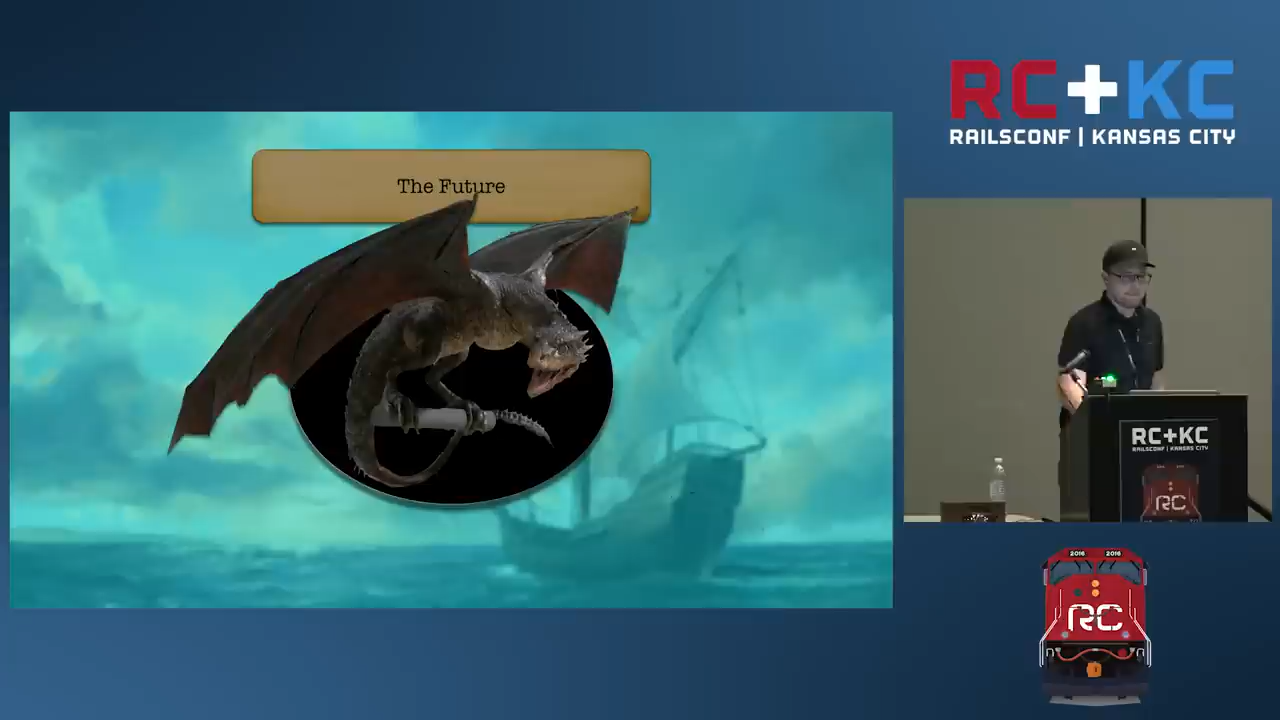 The Future
RC+KC
RAILSCONF | KANSAS CITY
RC+KC
RAILSCONF | KANSAS CITY
RC
2016 2016
RC